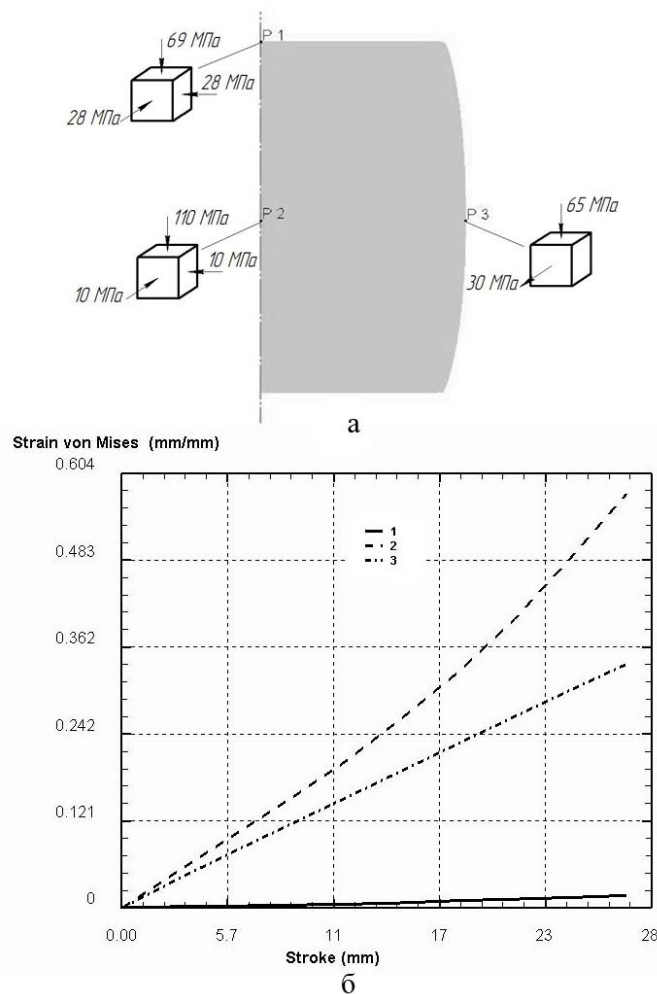 69 МПа
P 1
28 МПа
28 МПа
110 МПа
P 2
P 3
65 МПа
10 МПа
10 МПа
30 МПа
а
Strain von Mises (mm/mm)
0.604
1
0.483
2
3
0.362
0.242
0.121
0
0.00 5.7 11 17 23 28
Stroke (mm)
б